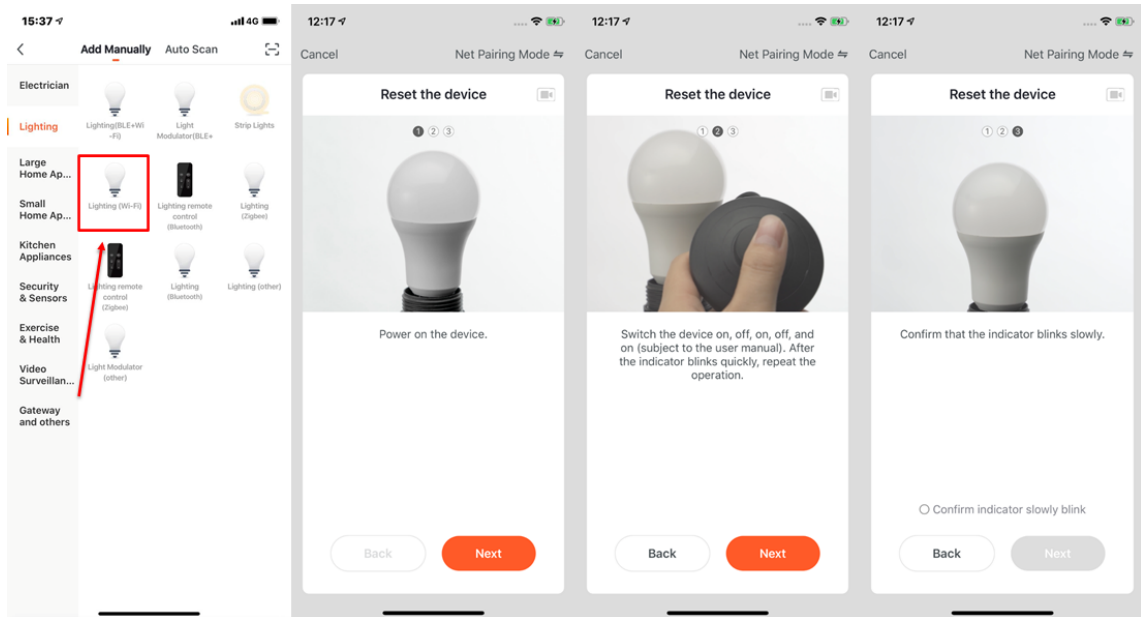 15:37
4G
Add Manually Auto Scan
Electrician
Lighting
Large
Home Ap...
Small
Home Ap...
Kitchen
Appliances
Security
& Sensors
Exercise
& Health
Video
Surveillan...
Gateway
and others
Lighting(BLE+Wi
-Fi)
Light
Modulator(BLE+
Strip Lights
Lighting (Wi-Fi)
Lighting remote
control
(Bluetooth)
Lighting
(Zigbee)
Lighting remote
control
(Zigbee)
Lighting
(Bluetooth)
Lighting (other)
Light Modulator
(other)
12:17
Cancel Net Pairing Mode
Reset the device
1 2 3
Power on the device.
Back Next
12:17
Cancel Net Pairing Mode
Reset the device
1 2 3
Switch the device on, off, on, off, and
on (subject to the user manual). After
the indicator blinks quickly, repeat the
operation.
Back Next
12:17
Cancel Net Pairing Mode
Reset the device
1 2 3
Confirm that the indicator blinks slowly.
Confirm indicator slowly blink
Back Next